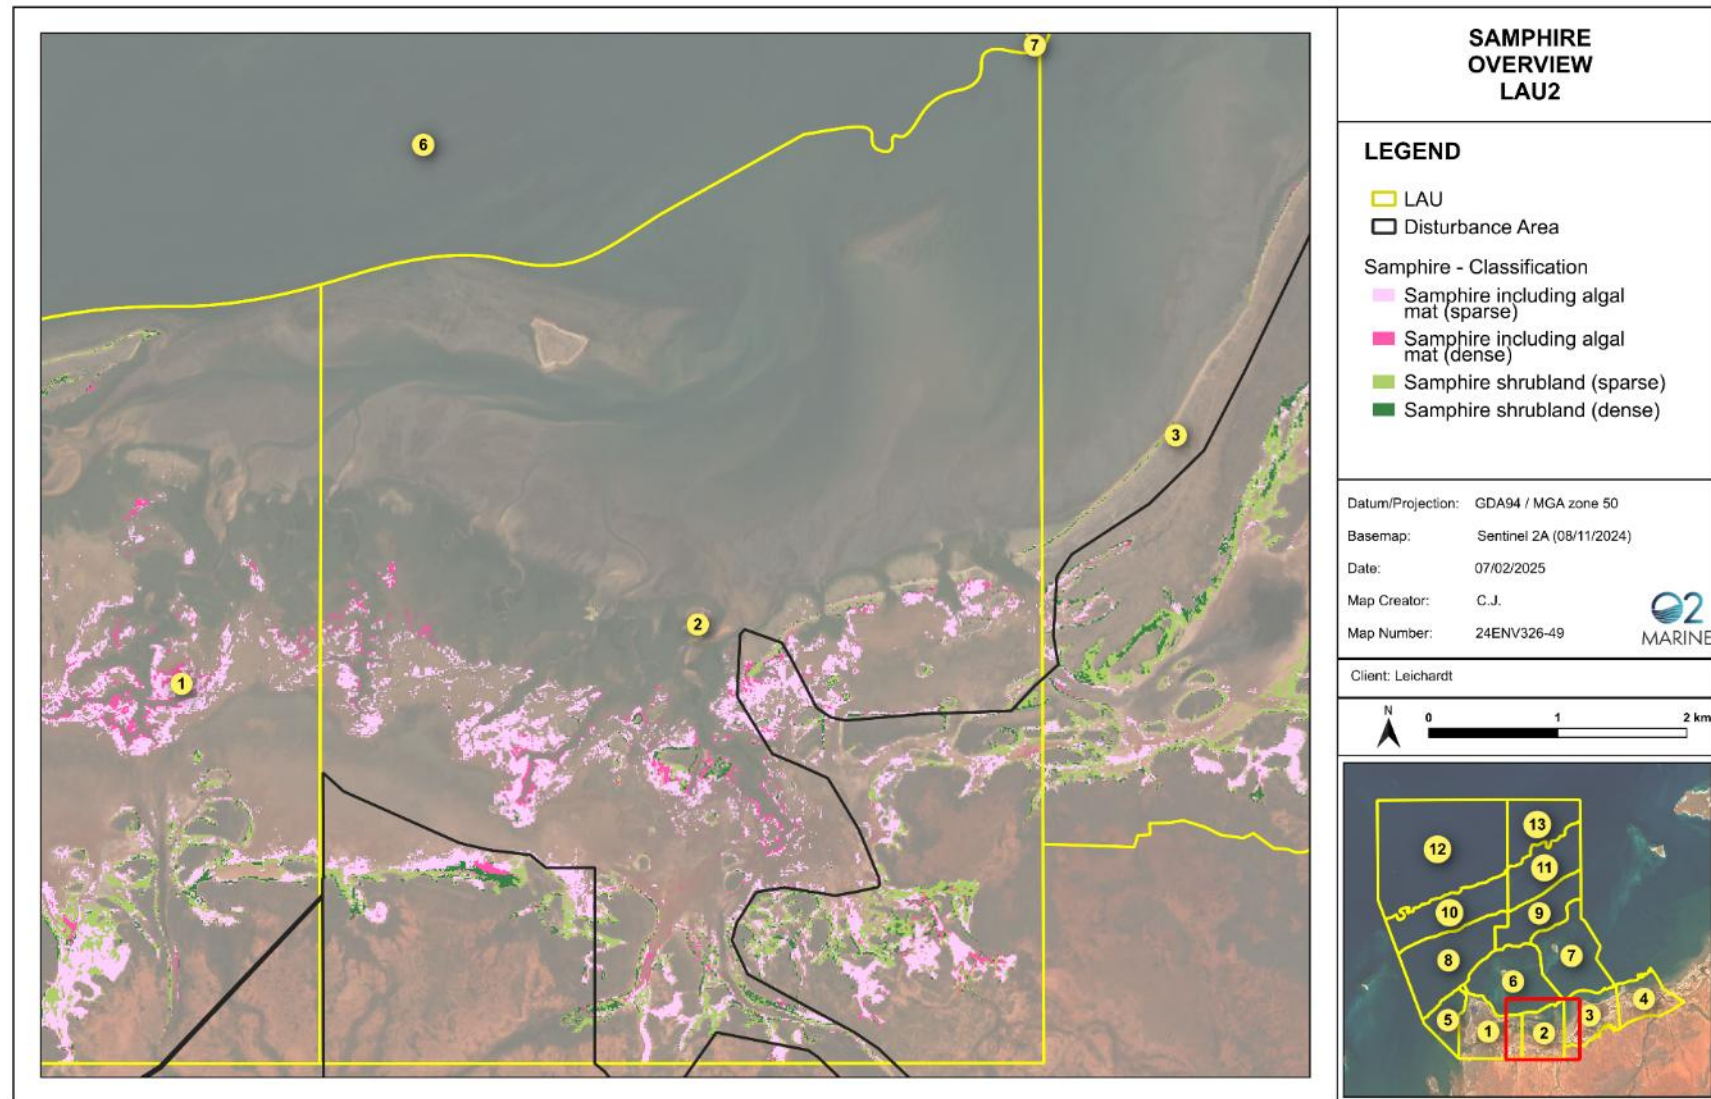 SAMPHIRE
OVERVIEW
LAU2
LEGEND
LAU
Disturbance Area
Samphire - Classification
Samphire including algal
mat (sparse)
Samphire including algal
mat (dense)
Samphire shrubland (sparse)
Samphire shrubland (dense)
Datum/Projection: GDA94 / MGA zone 50
Basemap: Sentinel 2A (08/11/2024)
Date: 07/02/2025
Map Creator: C.J.
Map Number: 24ENV326-49
O2
MARINE
Client: Leichardt
N
0 1 2 km
7
6
3
2
1
13
12
11
10
9
8
7
6
5
4
3
2
1